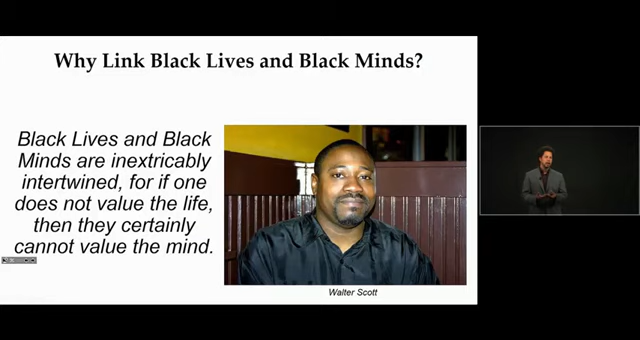 Why Link Black Lives and Black Minds?
Black Lives and Black
Minds are inextricably
intertwined, for if one
does not value the life,
then they certainly
cannot value the mind.
Walter Scott